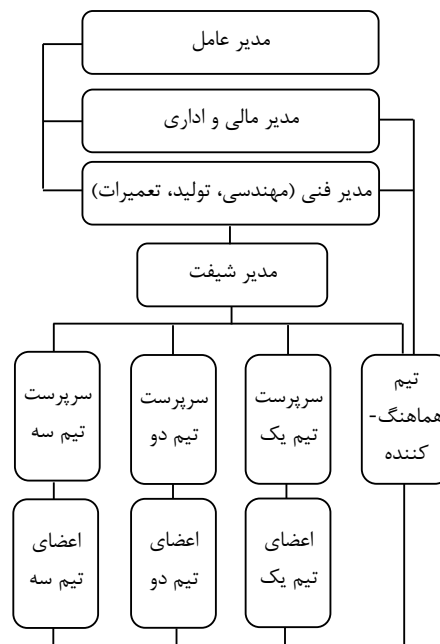 مدیر عامل
مدیر مالی و اداری
مدیر فنی (مهندسی، تولید، تعمیرات)
مدیر شیفت
تیم
هماهنگ-
کننده
سرپرست
تیم یک
سرپرست
تیم دو
سرپرست
تیم سه
اعضای
تیم یک
اعضای
تیم دو
اعضای
تیم سه